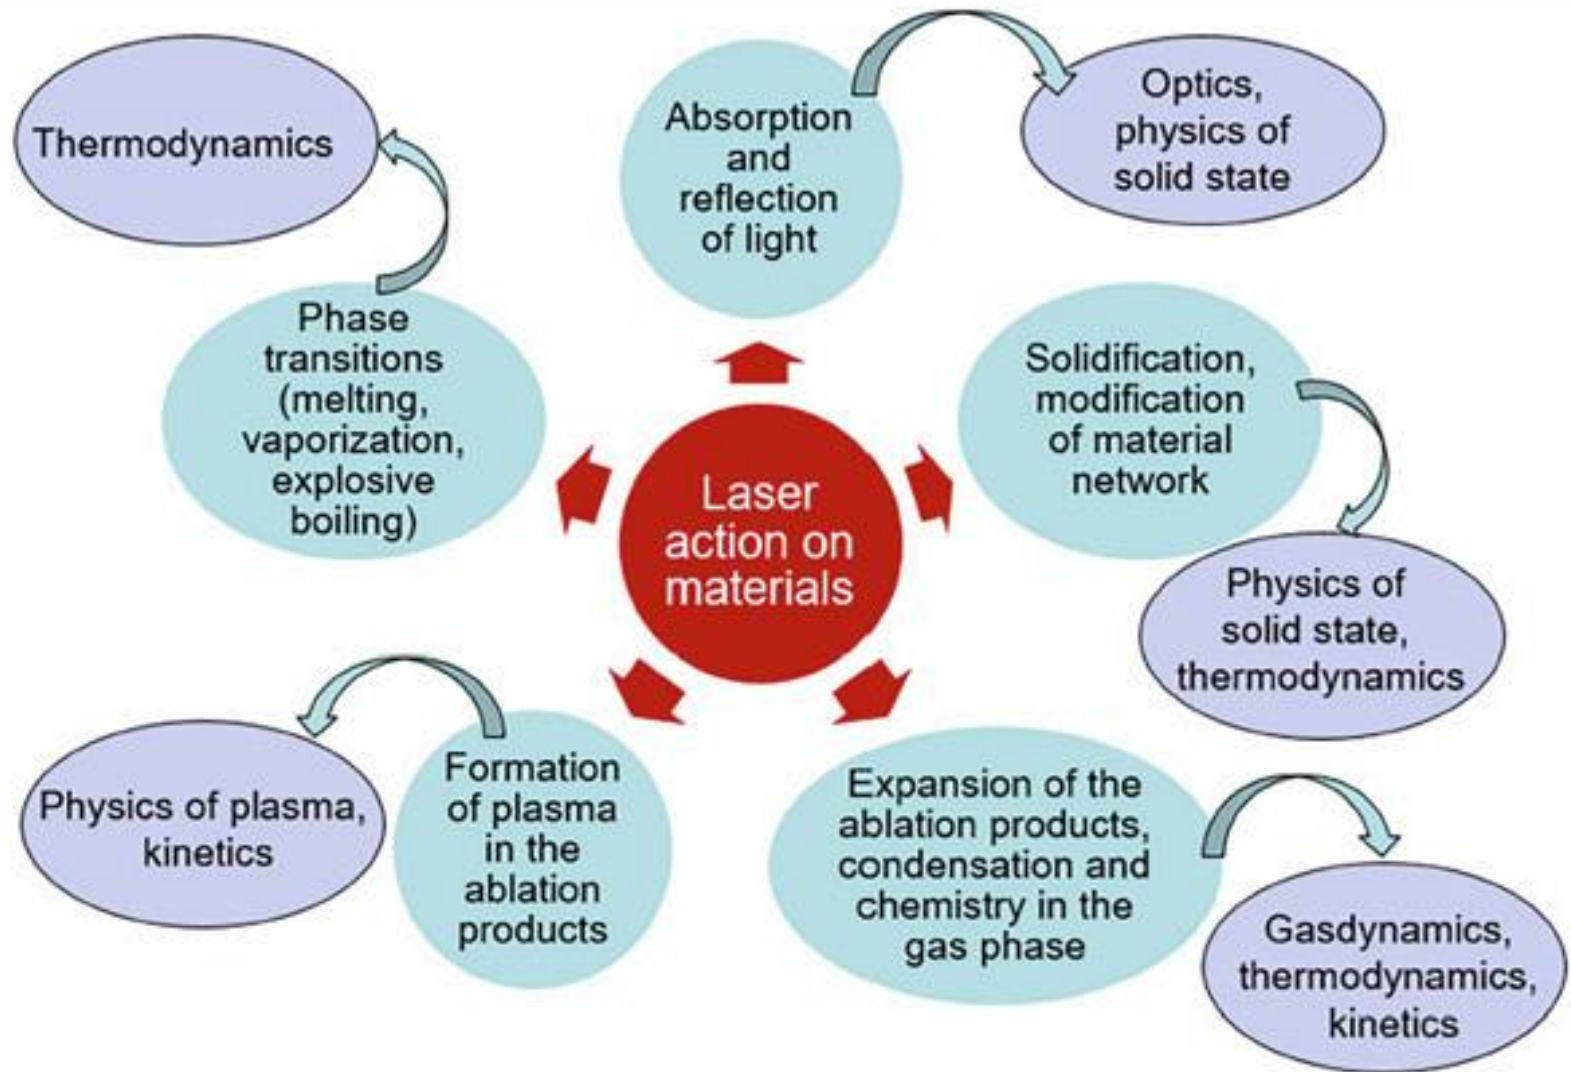 Thermodynamics
Absorption
and
reflection
of light
Optics,
physics of
solid state
Phase
transitions
(melting,
vaporization,
explosive
boiling)
Solidification,
modification
of material
network
Laser
action on
materials
Physics of
solid state,
thermodynamics
Physics of plasma,
kinetics
Formation
of plasma
in the
ablation
products
Expansion of the
ablation products,
condensation and
chemistry in the
gas phase
Gasdynamics,
thermodynamics,
kinetics